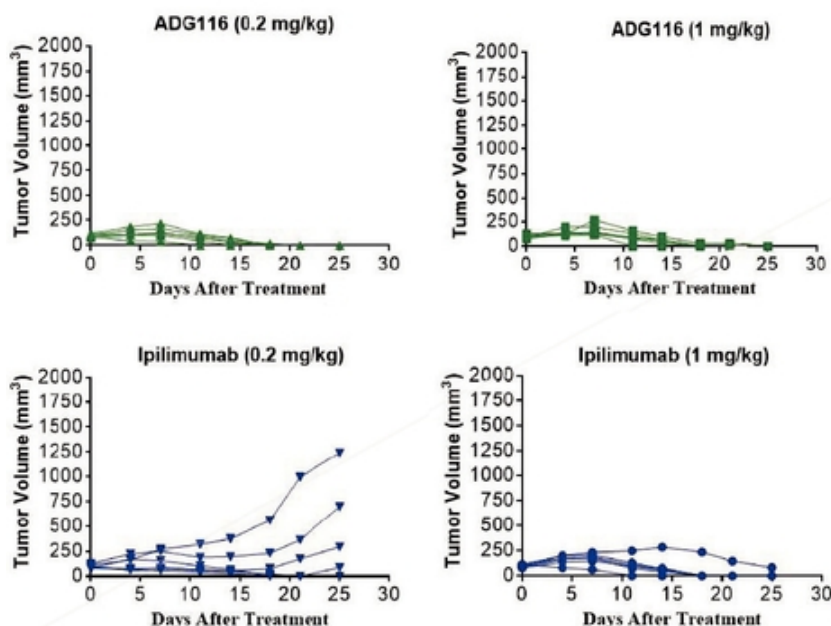 ADG116 (0.2 mg/kg)
Tumor Volume (mm³)
2000
1750
1500
1250
1000
750
500
250
0
0 5 10 15 20 25 30
Days After Treatment
ADG116 (1 mg/kg)
Tumor Volume (mm³)
2000
1750
1500
1250
1000
750
500
250
0
0 5 10 15 20 25 30
Days After Treatment
Ipilimumab (0.2 mg/kg)
Tumor Volume (mm³)
2000
1750
1500
1250
1000
750
500
250
0
0 5 10 15 20 25 30
Days After Treatment
Ipilimumab (1 mg/kg)
Tumor Volume (mm³)
2000
1750
1500
1250
1000
750
500
250
0
0 5 10 15 20 25 30
Days After Treatment